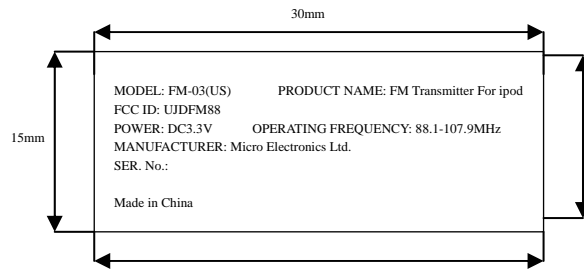 30mm
MODEL: FM-03(US) PRODUCT NAME: FM Transmitter For ipod
FCC ID: UJDFM88
POWER: DC3.3V OPERATING FREQUENCY: 88.1-107.9MHz
15mm
MANUFACTURER: Micro Electronics Ltd.
SER. No.:
Made in China